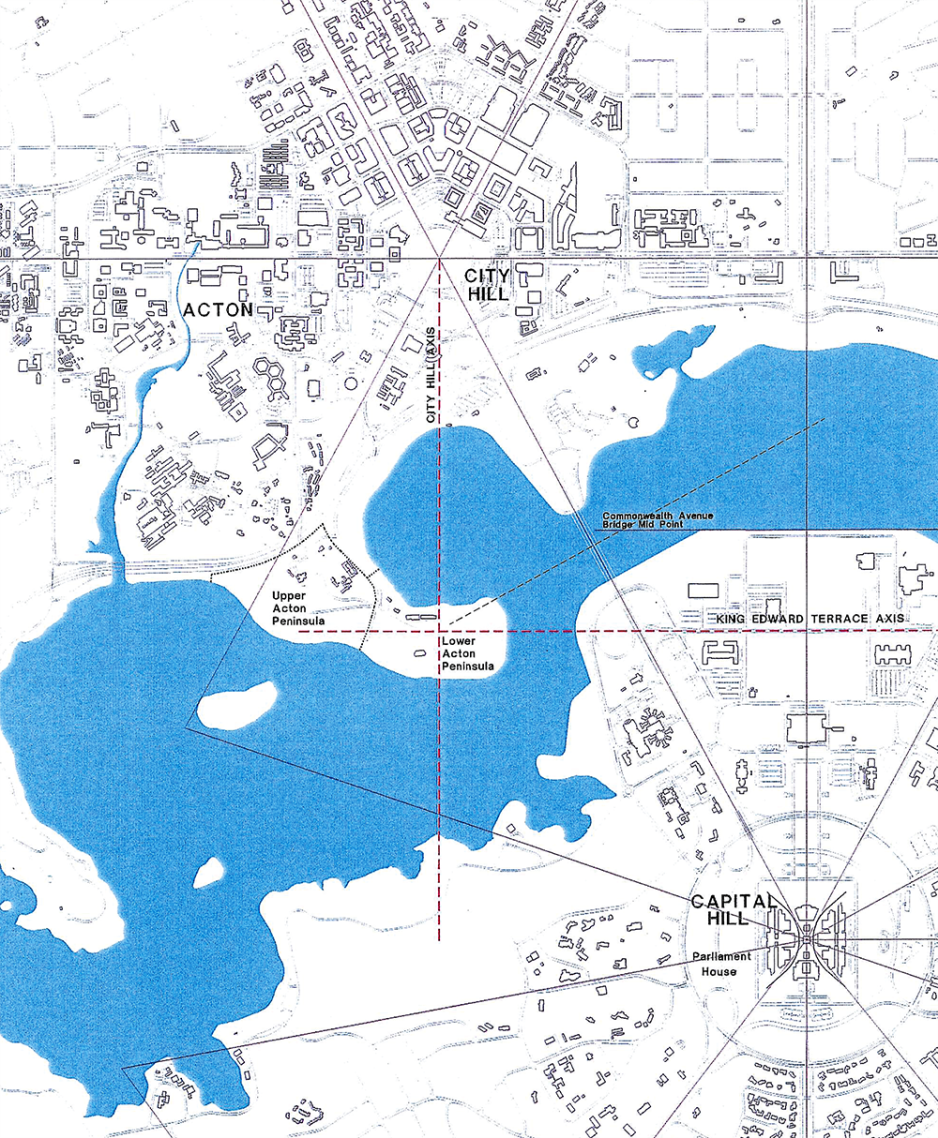 CITY
HILL
ACTON
CITY HILL AXIS
Commonwealth Avenue
Bridge Mid Point
Upper
Acton
Peninsula
KING EDWARD TERRACE AXIS
Lower
Acton
Peninsula
CAPITAL
HILL
Parliament
House